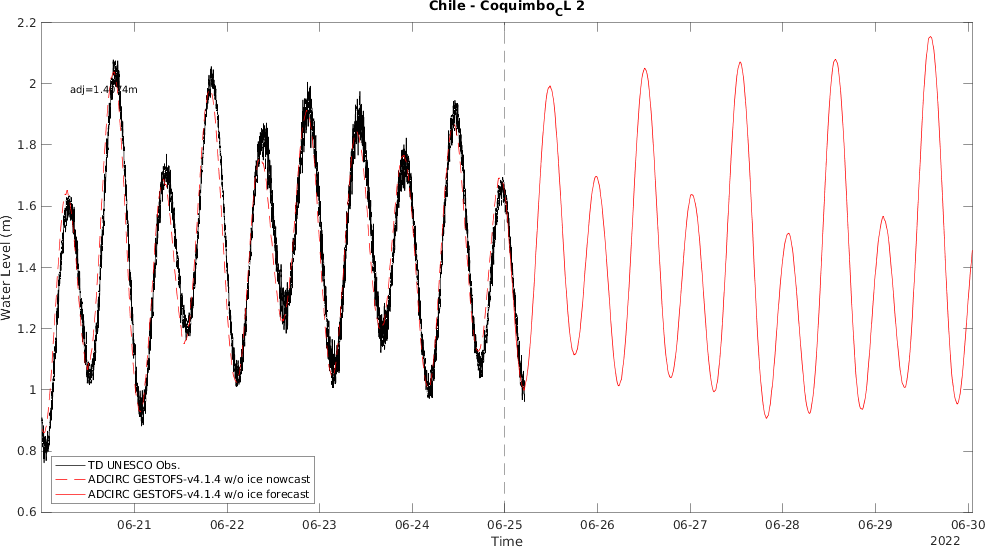 Chile - Coquimbo_CL 2
2.2
2
1.8
1.6
1.4
1.2
1
0.8
0.6
Water Level (m)
TD UNESCO Obs.
ADCIRC GESTOFS-v4.1.4 w/o ice nowcast
ADCIRC GESTOFS-v4.1.4 w/o ice forecast
06-21 06-22 06-23 06-24 06-25 06-26 06-27 06-28 06-29 06-30
Time
2022